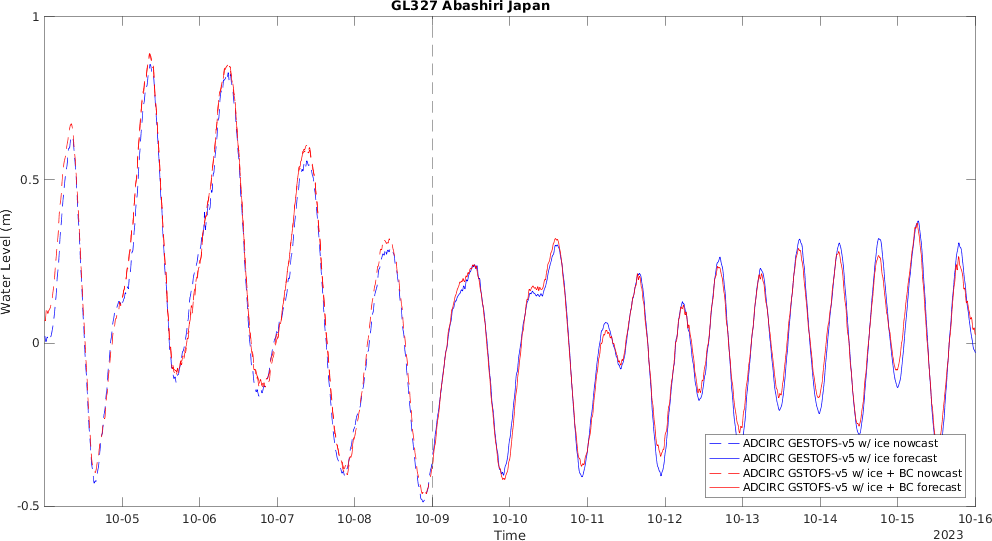 GL327 Abashiri Japan
1
0.5
0
-0.5
Water Level (m)
10-05
10-06
10-07
10-08
10-09
10-10
10-11
10-12
10-13
10-14
10-15
10-16
Time
2023
ADCIRC GESTOFS-v5 w/ ice nowcast
ADCIRC GESTOFS-v5 w/ ice forecast
ADCIRC GSTOFS-v5 w/ ice + BC nowcast
ADCIRC GSTOFS-v5 w/ ice + BC forecast